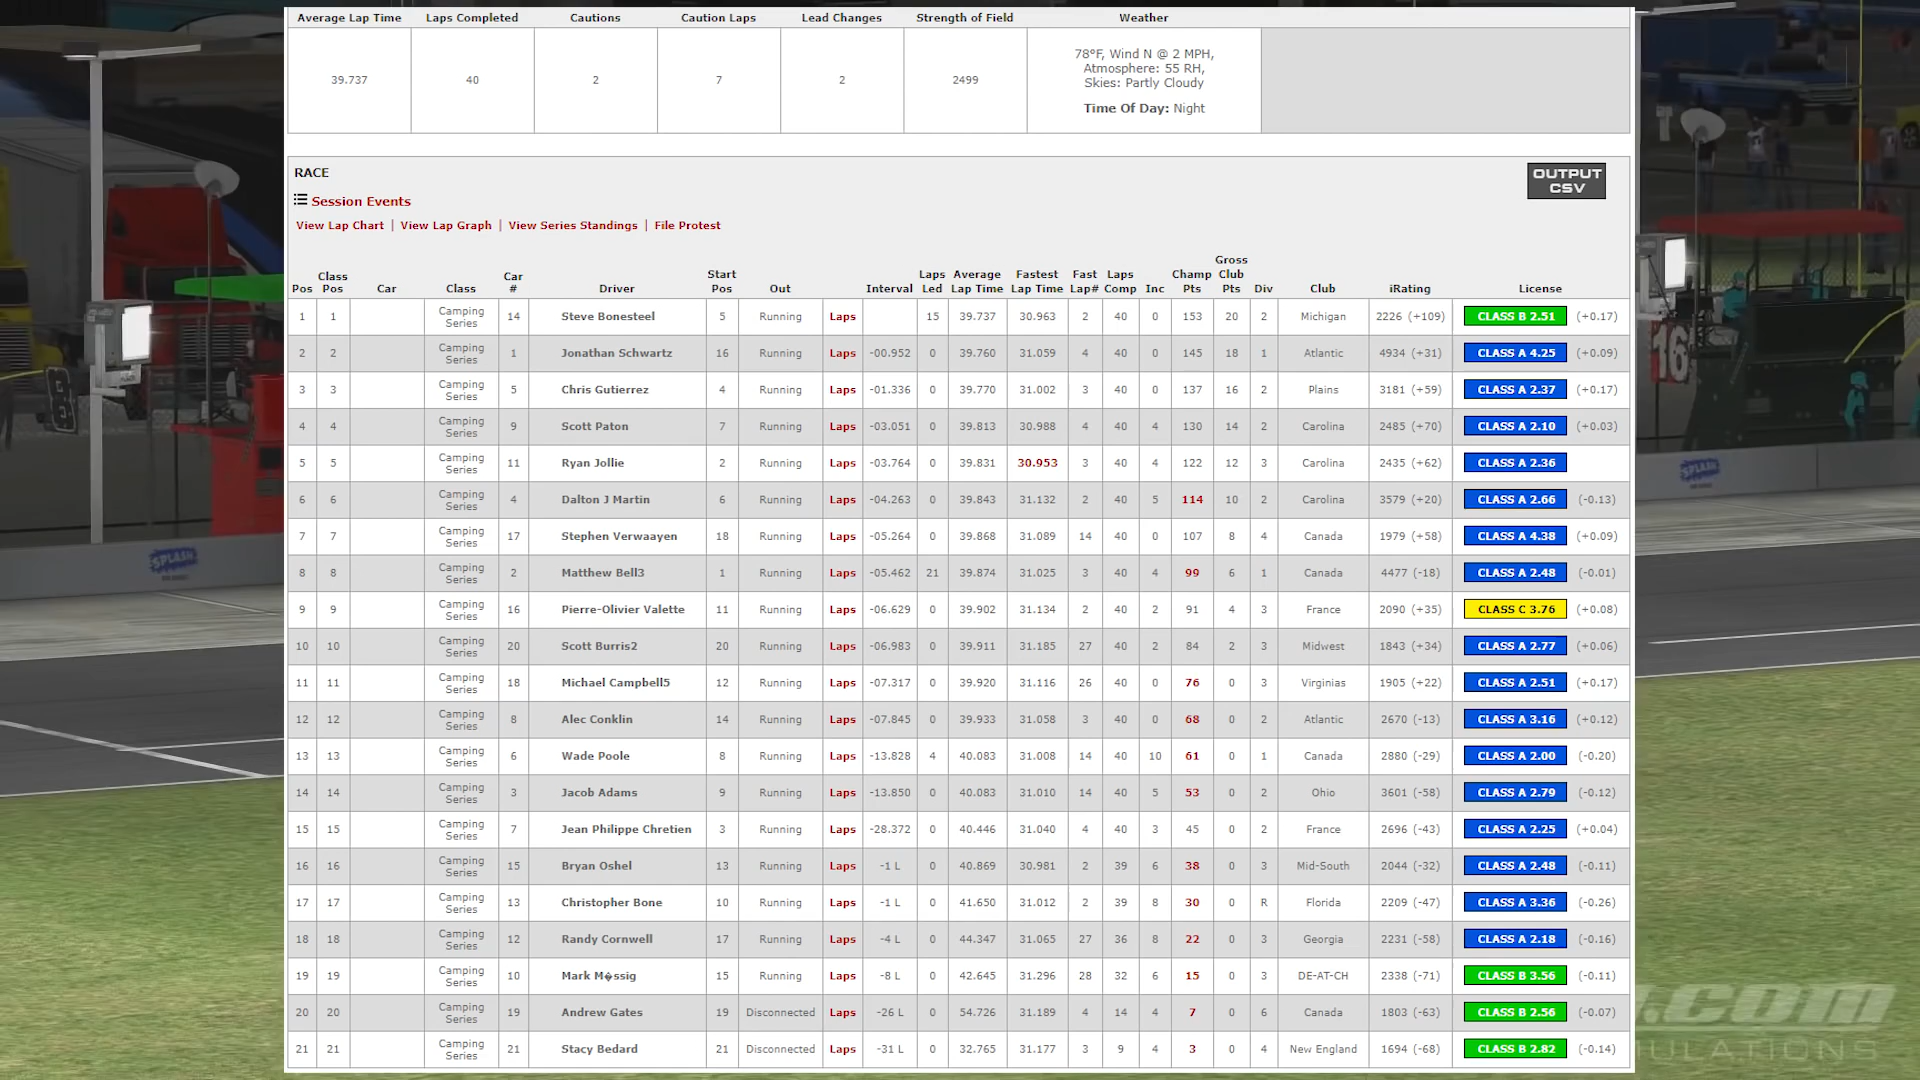 Average Lap Time Laps Completed Cautions Caution Laps Lead Changes Strength of Field Weather
39.737 40 2 7 2 2499 78°F, Wind N @ 2 MPH,
Atmosphere: 55 RH,
Skies: Partly Cloudy
Time Of Day: Night
RACE
OUTPUT CSV
Session Events
View Lap Chart | View Lap Graph | View Series Standings | File Protest
Pos Class Pos Car Class Car # Driver Start Pos Out Interval Laps Led Average Lap Time Fastest Lap Time Fast Lap# Laps Comp Inc Champ Pts Gross Club Pts Div Club iRating License
1 1 Camping Series 14 Steve Bonesteel 5 Running Laps 15 39.737 30.963 2 40 0 153 20 2 Michigan 2226 (+109) CLASS B 2.51 (+0.17)
2 2 Camping Series 1 Jonathan Schwartz 16 Running Laps -00.952 0 39.760 31.059 4 40 0 145 18 1 Atlantic 4934 (+31) CLASS A 4.25 (+0.09)
3 3 Camping Series 5 Chris Gutierrez 4 Running Laps -01.336 0 39.770 31.002 3 40 0 137 16 2 Plains 3181 (+59) CLASS A 2.37 (+0.17)
4 4 Camping Series 9 Scott Paton 7 Running Laps -03.051 0 39.813 30.988 4 40 4 130 14 2 Carolina 2485 (+70) CLASS A 2.10 (+0.03)
5 5 Camping Series 11 Ryan Jollie 2 Running Laps -03.764 0 39.831 30.953 3 40 4 122 12 3 Carolina 2435 (+62) CLASS A 2.36
6 6 Camping Series 4 Dalton J Martin 6 Running Laps -04.263 0 39.843 31.132 2 40 5 114 10 2 Carolina 3579 (+20) CLASS A 2.66 (-0.13)
7 7 Camping Series 17 Stephen Verwaayen 18 Running Laps -05.264 0 39.868 31.089 14 40 0 107 8 4 Canada 1979 (+58) CLASS A 4.38 (+0.09)
8 8 Camping Series 2 Matthew Bell3 1 Running Laps -05.462 21 39.874 31.025 3 40 4 99 6 1 Canada 4477 (-18) CLASS A 2.48 (-0.01)
9 9 Camping Series 16 Pierre-Olivier Valette 11 Running Laps -06.629 0 39.902 31.134 2 40 2 91 4 3 France 2090 (+35) CLASS C 3.76 (+0.08)
10 10 Camping Series 20 Scott Burris2 20 Running Laps -06.983 0 39.911 31.185 27 40 2 84 2 3 Midwest 1843 (+34) CLASS A 2.77 (+0.06)
11 11 Camping Series 18 Michael Campbell5 12 Running Laps -07.317 0 39.920 31.116 26 40 0 76 0 3 Virginias 1905 (+22) CLASS A 2.51 (+0.17)
12 12 Camping Series 8 Alec Conklin 14 Running Laps -07.845 0 39.933 31.058 3 40 0 68 0 2 Atlantic 2670 (-13) CLASS A 3.16 (+0.12)
13 13 Camping Series 6 Wade Poole 8 Running Laps -13.828 4 40.083 31.008 14 40 10 61 0 1 Canada 2880 (-29) CLASS A 2.00 (-0.20)
14 14 Camping Series 3 Jacob Adams 9 Running Laps -13.850 0 40.083 31.010 14 40 5 53 0 2 Ohio 3601 (-58) CLASS A 2.79 (-0.12)
15 15 Camping Series 7 Jean Philippe Chretien 3 Running Laps -28.372 0 40.446 31.040 4 40 3 45 0 2 France 2696 (-43) CLASS A 2.25 (+0.04)
16 16 Camping Series 15 Bryan Oshel 13 Running Laps -1 L 0 40.869 30.981 2 39 6 38 0 3 Mid-South 2044 (-32) CLASS A 2.48 (-0.11)
17 17 Camping Series 13 Christopher Bone 10 Running Laps -1 L 0 41.650 31.012 2 39 8 30 0 R Florida 2209 (-47) CLASS A 3.36 (-0.26)
18 18 Camping Series 12 Randy Cornwell 17 Running Laps -4 L 0 44.347 31.065 27 36 8 22 0 3 Georgia 2231 (-58) CLASS A 2.18 (-0.16)
19 19 Camping Series 10 Mark M�ssig 15 Running Laps -8 L 0 42.645 31.296 28 32 6 15 0 3 DE-AT-CH 2338 (-71) CLASS B 3.56 (-0.11)
20 20 Camping Series 19 Andrew Gates 19 Disconnected Laps -26 L 0 54.726 31.189 4 14 4 7 0 6 Canada 1803 (-63) CLASS B 2.56 (-0.07)
21 21 Camping Series 21 Stacy Bedard 21 Disconnected Laps -31 L 0 32.765 31.177 3 9 4 3 0 4 New England 1694 (-68) CLASS B 2.82 (-0.14)
SPLASH
SPLASH
16
.com
ULATIONS